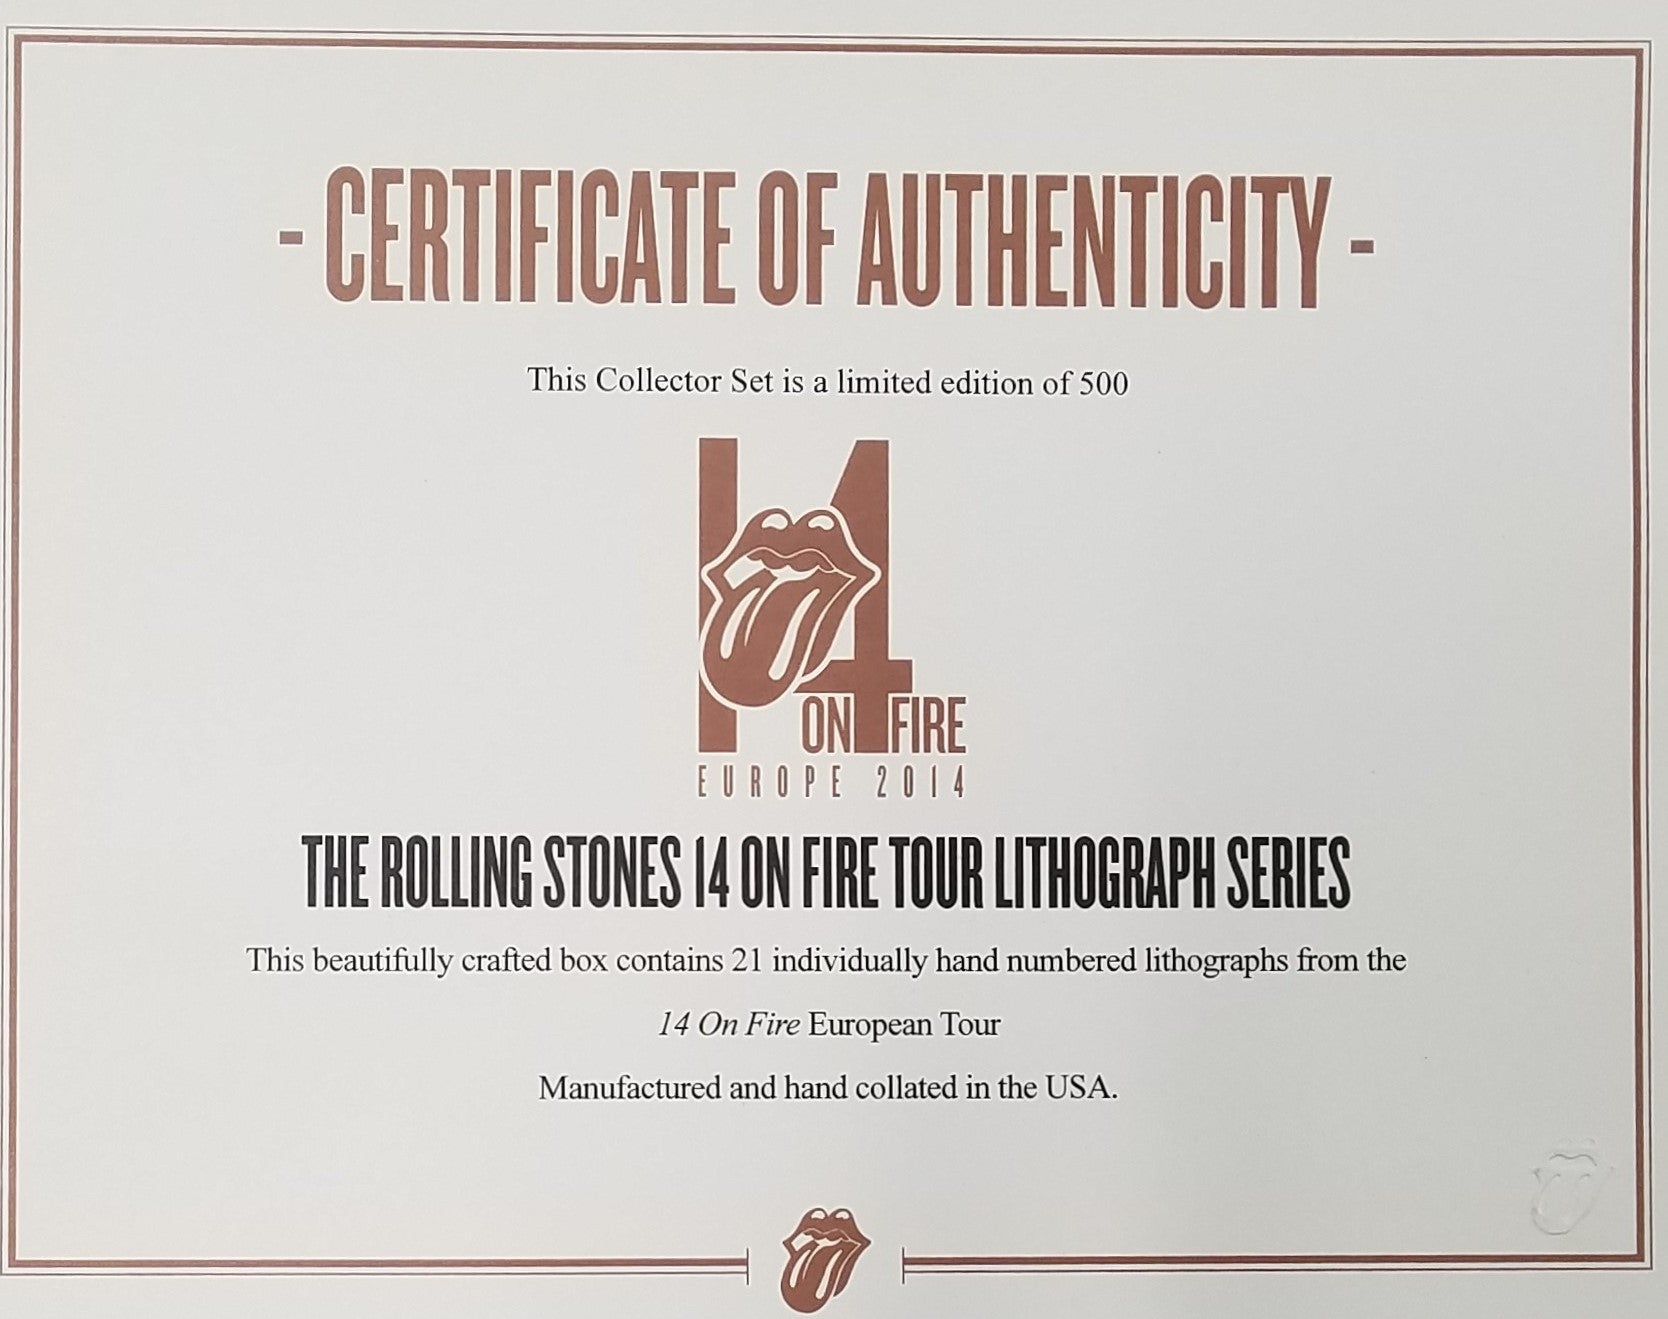 - CERTIFICATE OF AUTHENTICITY -
This Collector Set is a limited edition of 500
14
ON FIRE
EUROPE 2014
THE ROLLING STONES 14 ON FIRE TOUR LITHOGRAPH SERIES
This beautifully crafted box contains 21 individually hand numbered lithographs from the
14 On Fire European Tour
Manufactured and hand collated in the USA.